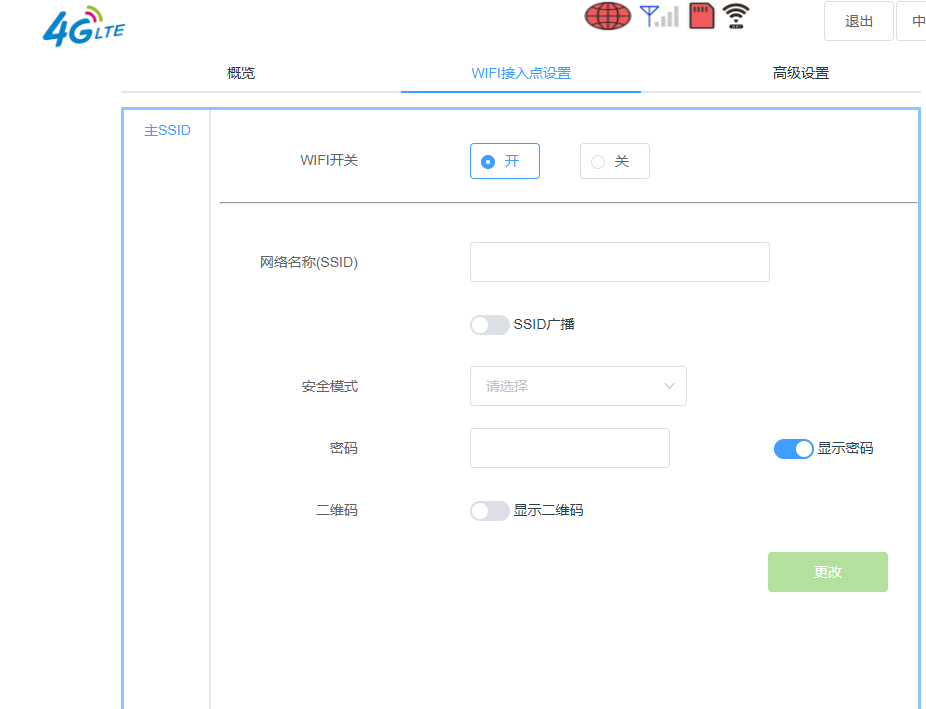 4G LTE
退出
中
概览
WIFI接入点设置
高级设置
主SSID
WIFI开关
开
关
网络名称(SSID)
SSID广播
安全模式
请选择
密码
显示密码
二维码
显示二维码
更改